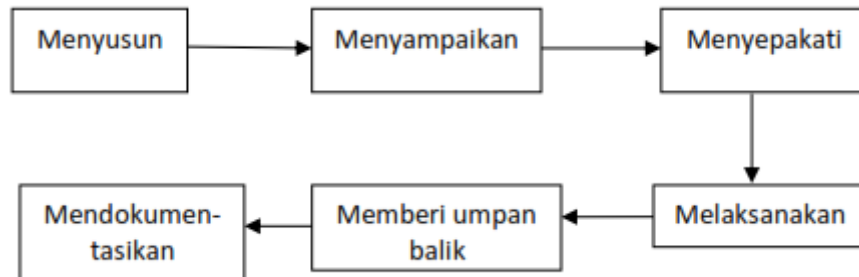 Menyusun
Menyampaikan
Menyepakati
Melaksanakan
Memberi umpan
balik
Mendokumen-
tasikan